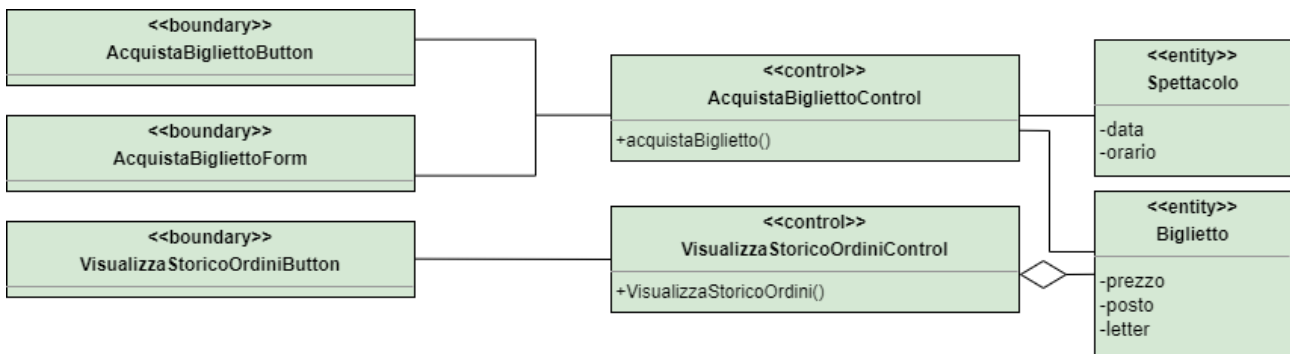 <<boundary>>
AcquistaBigliettoButton
<<boundary>>
AcquistaBigliettoForm
<<boundary>>
VisualizzaStoricoOrdiniButton
<<control>>
AcquistaBigliettoControl
+acquistaBiglietto()
<<control>>
VisualizzaStoricoOrdiniControl
+VisualizzaStoricoOrdini()
<<entity>>
Spettacolo
-data
-orario
<<entity>>
Biglietto
-prezzo
-posto
-letter